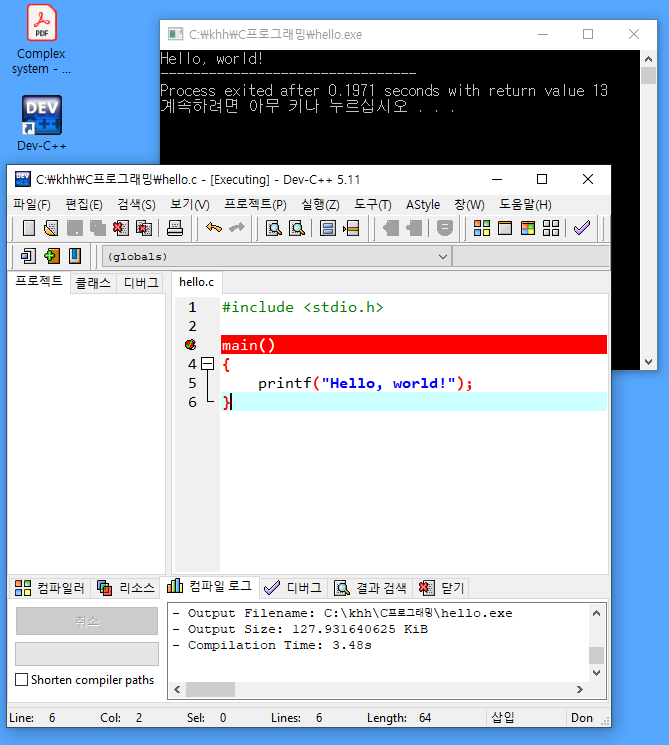 Complex
system - ...
Dev-C++
C:\khh\C프로그래밍\hello.exe
Hello, world!
--------------------------------
Process exited after 0.1971 seconds with return value 13
계속하려면 아무 키나 누르십시오 . . .
C:\khh\C프로그래밍\hello.c - [Executing] - Dev-C++ 5.11
파일(F) 편집(E) 검색(S) 보기(V) 프로젝트(P) 실행(Z) 도구(T) AStyle 창(W) 도움말(H)
(globals)
프로젝트 클래스 디버그
hello.c
1 #include <stdio.h>
2
main()
4 {
5 printf("Hello, world!");
6 }
컴파일러 리소스 컴파일 로그 디버그 결과 검색 닫기
취소
Shorten compiler paths
- Output Filename: C:\khh\C프로그래밍\hello.exe
- Output Size: 127.931640625 KiB
- Compilation Time: 3.48s
Line: 6 Col: 2 Sel: 0 Lines: 6 Length: 64 삽입 Don